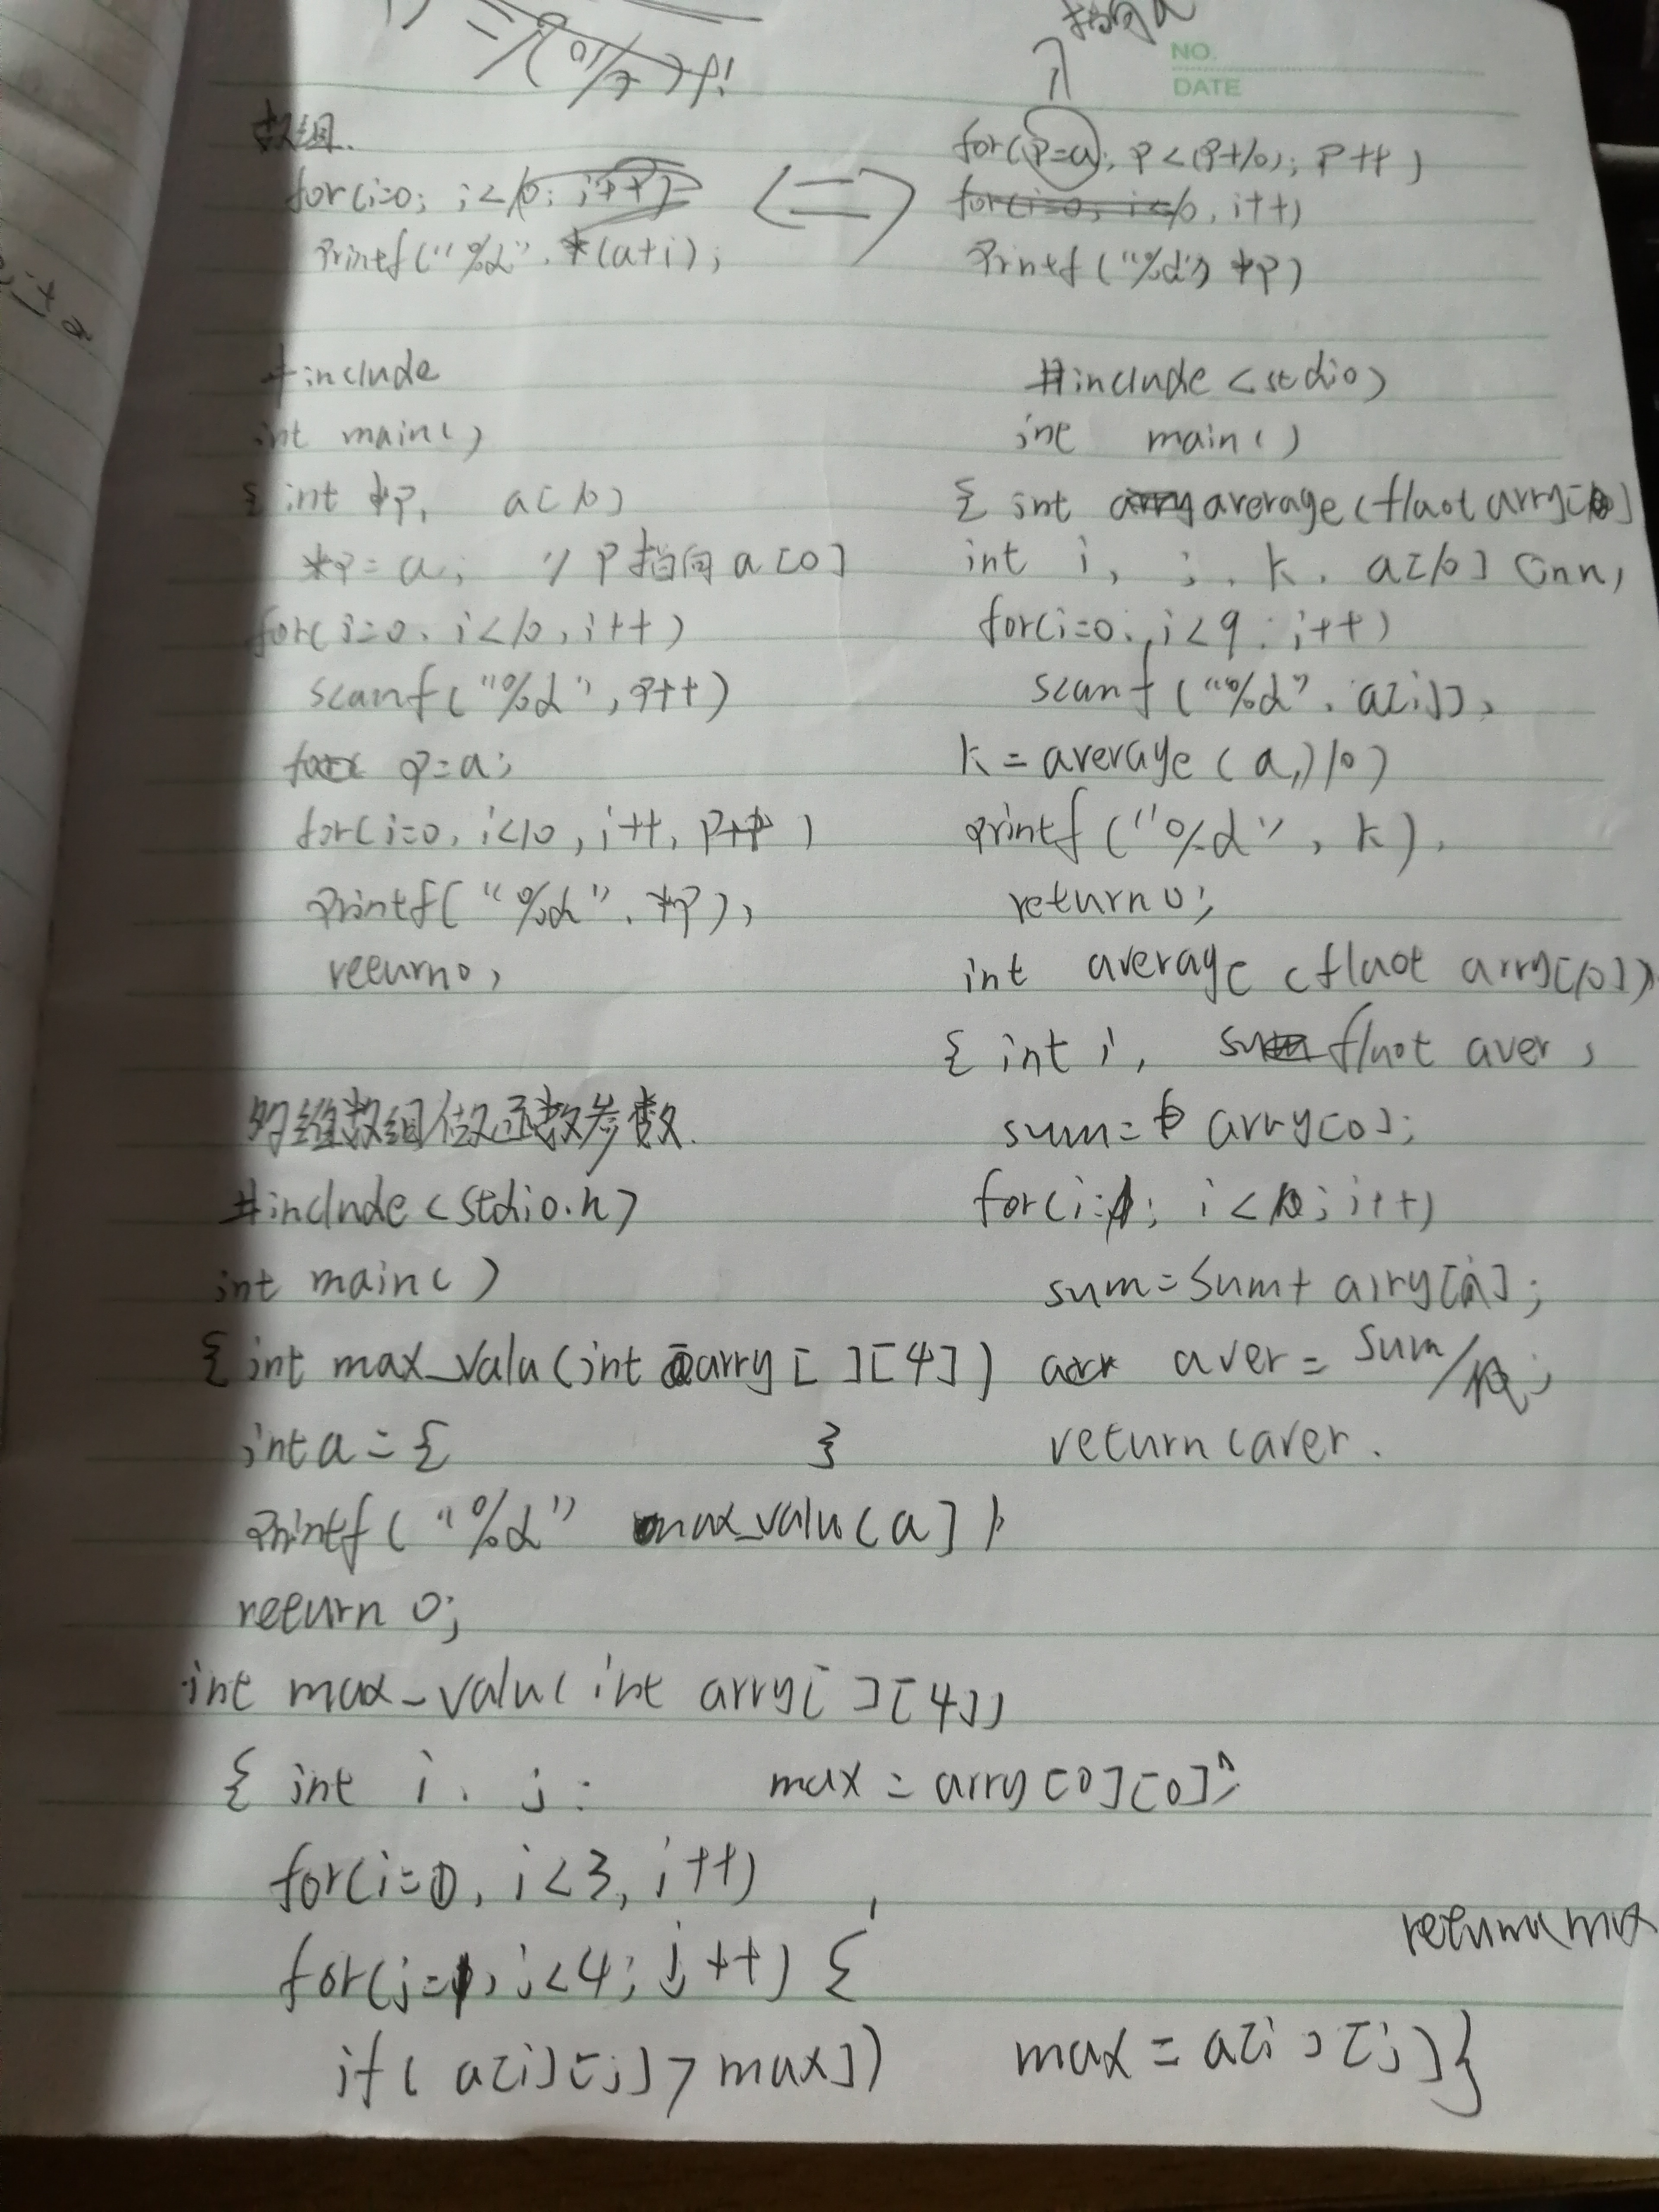 指向a
NO.
DATE
数组.
for(i=0; i<10; i++)
printf("%d". *(a+i);
for(p=a; p<(p+10); p++)
for(i=0, i<10, i++)
printf("%d") *p)
#include
int main()
{ int *p, a[10]
*p=a; // p指向a[0]
for(i=0, i<10, i++)
scanf("%d", p++)
p=a;
for(i=0, i<10, i++, p++)
printf("%d". *p);
return0,
#include<stdio>
int main()
{ int average(flaot arry[10]
int i, j, k, a[10]
for(i=0; i<9; i++)
scanf("%d". a[i]);
k=average(a,10)
printf("%d", k).
return0;
int average (flaot arry[10])
{ int i, flaot aver,
sum= arry[0];
for(i=1; i<10; i++)
sum=sum+ arry[i];
aver=sum/10;
return(aver.
多维数组做函数参数.
#include<stdio.h>
int main()
{int max_valu(int arry[ ][4])
int a={ }
printf("%d" max_valu(a])
return 0;
int max_valu(int arry[ ][4])
{ int i. j: max=arry[0][0];
for(i=0, i<3, i++)
for(j=1, j<4; j++) {
if( a[i][j]>max]) max=a[i][j]}
return(max